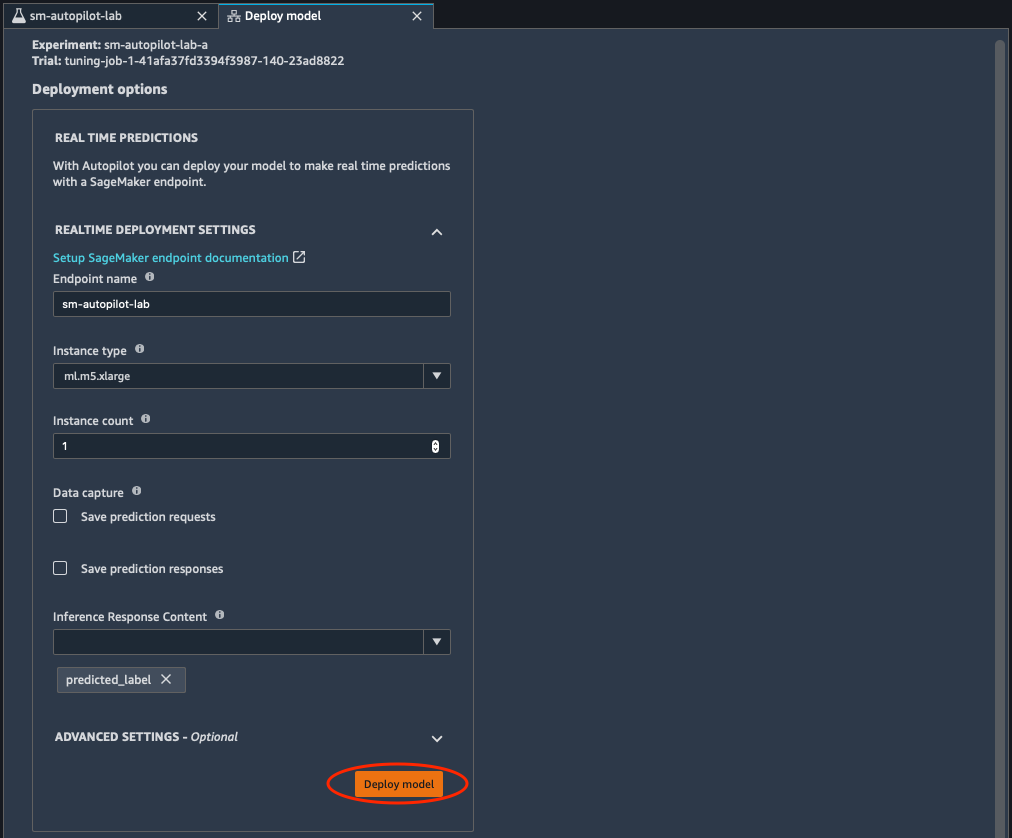 sm-autopilot-lab
Deploy model
Experiment: sm-autopilot-lab-a
Trial: tuning-job-1-41afa37fd3394f3987-140-23ad8822
Deployment options
REAL TIME PREDICTIONS
With Autopilot you can deploy your model to make real time predictions
with a SageMaker endpoint.
REALTIME DEPLOYMENT SETTINGS
Setup SageMaker endpoint documentation
Endpoint name
sm-autopilot-lab
Instance type
ml.m5.xlarge
Instance count
1
Data capture
Save prediction requests
Save prediction responses
Inference Response Content
predicted_label
ADVANCED SETTINGS - Optional
Deploy model